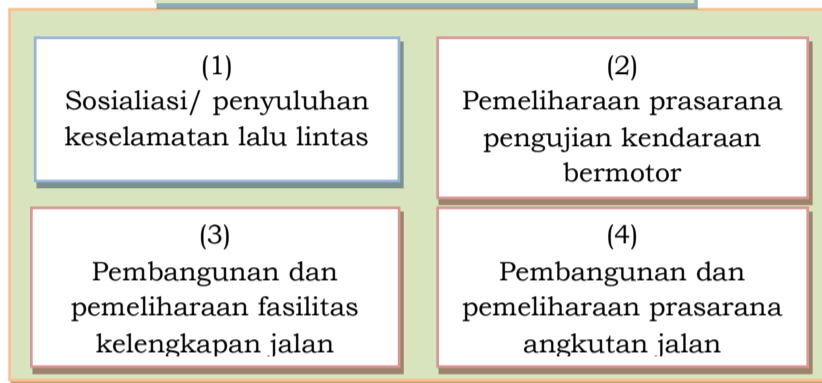 (1)
Sosialiasi/ penyuluhan
keselamatan lalu lintas
(2)
Pemeliharaan prasarana
pengujian kendaraan
bermotor
(3)
Pembangunan dan
pemeliharaan fasilitas
kelengkapan jalan
(4)
Pembangunan dan
pemeliharaan prasarana
angkutan jalan